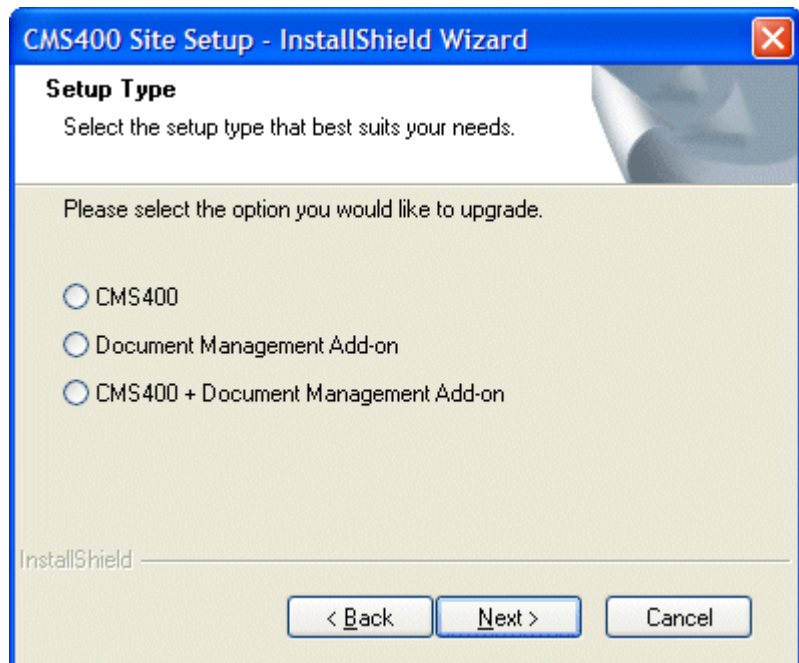 CMS400 Site Setup - InstallShield Wizard
Setup Type
Select the setup type that best suits your needs.
Please select the option you would like to upgrade.
CMS400
Document Management Add-on
CMS400 + Document Management Add-on
InstallShield
< Back Next > Cancel